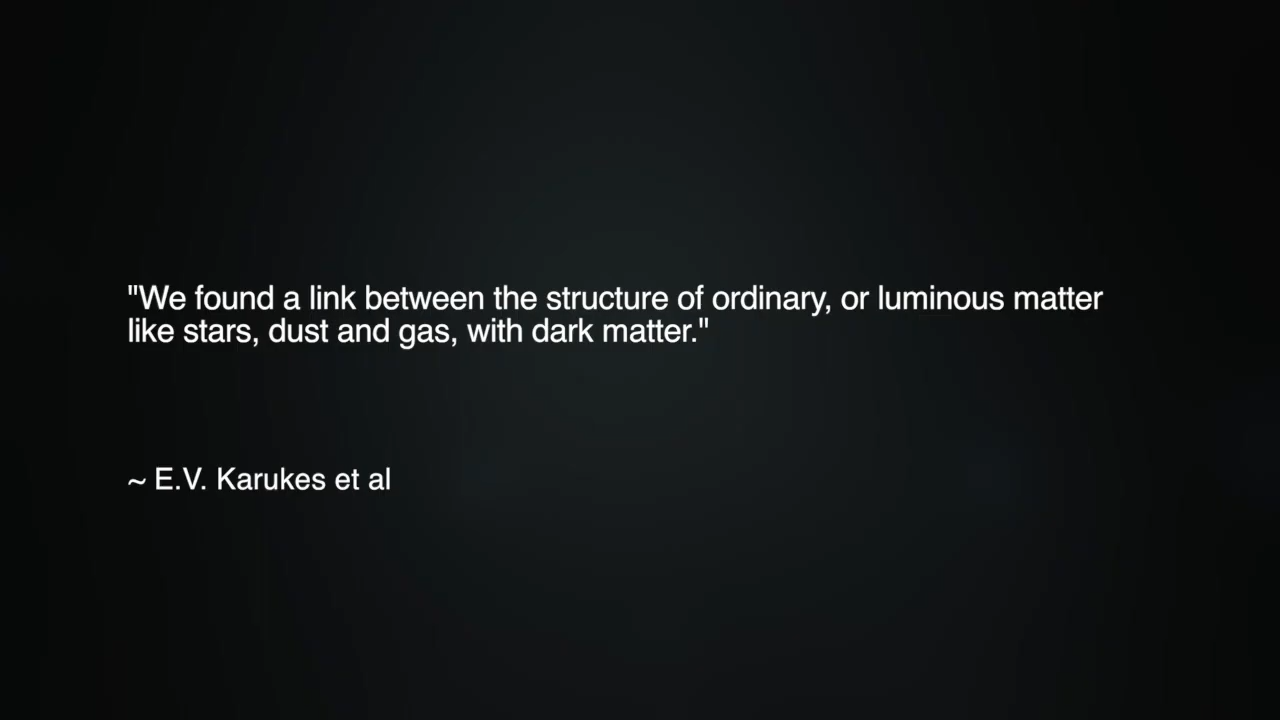 "We found a link between the structure of ordinary, or luminous matter
like stars, dust and gas, with dark matter."
~ E.V. Karukes et al